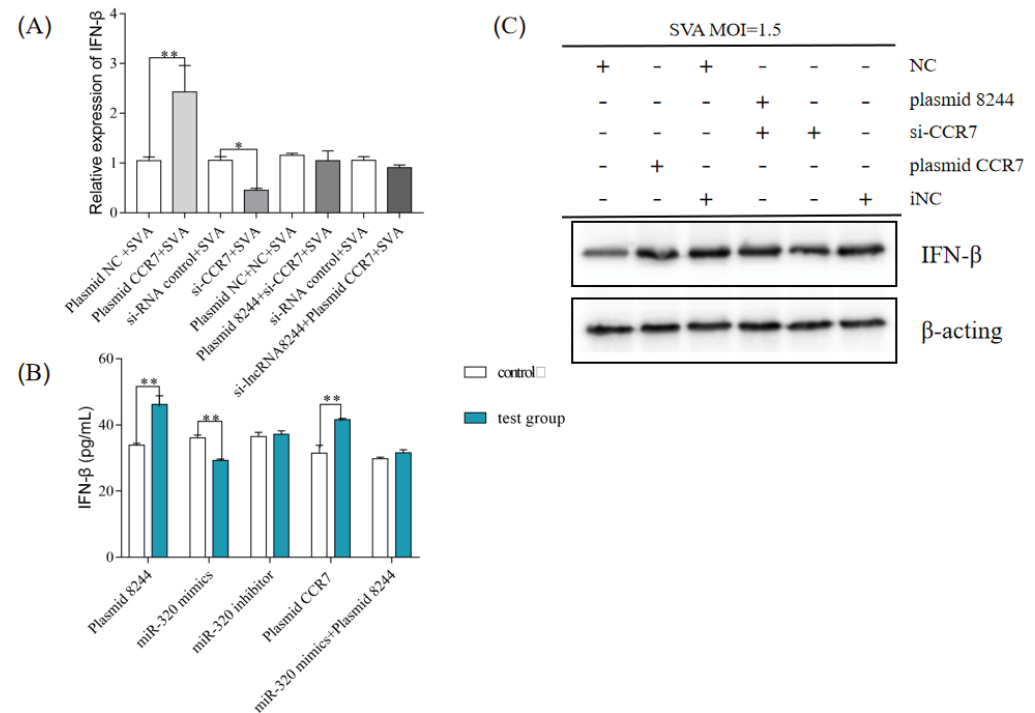 (A)
Relative expression of IFN-β
4
3
2
1
0
**
*
Plasmid NC+SVA
Plasmid CCR7+SVA
si-RNA control+SVA
si-CCR7+SVA
Plasmid NC+NC+SVA
Plasmid 8244+si-CCR7+SVA
si-RNA control+SVA
si-lncRNA8244+Plasmid CCR7+SVA
(B)
IFN-β (pg/mL)
60
40
20
0
**
**
**
Plasmid 8244
miR-320 mimics
miR-320 inhibitor
Plasmid CCR7
miR-320 mimics+Plasmid 8244
control□
test group
(C)
SVA MOI=1.5
+ - + - - - NC
- - - + - - plasmid 8244
- - - + + - si-CCR7
- + - - - - plasmid CCR7
- - + - - + iNC
IFN-β
β-acting